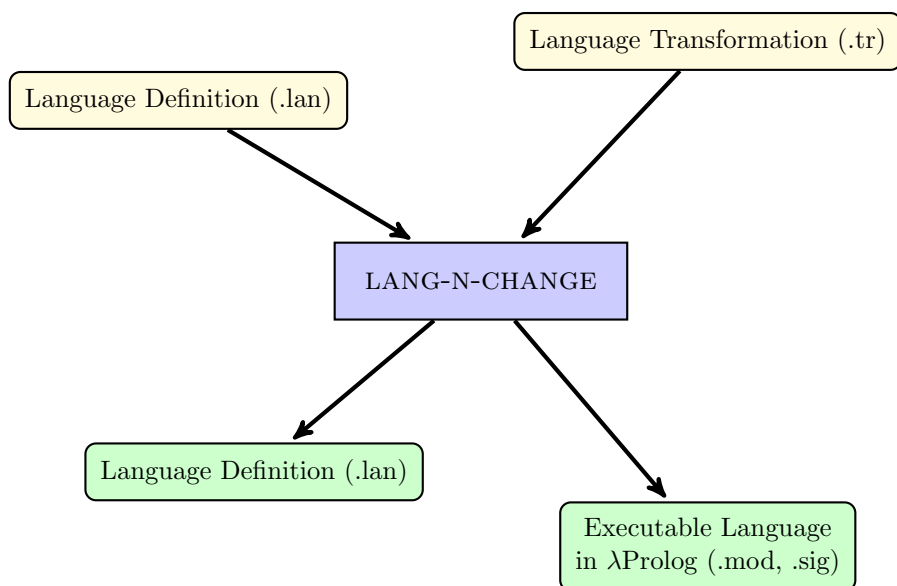 Language Transformation (.tr)
Language Definition (.lan)
LANG-N-CHANGE
Language Definition (.lan)
Executable Language
in λProlog (.mod, .sig)